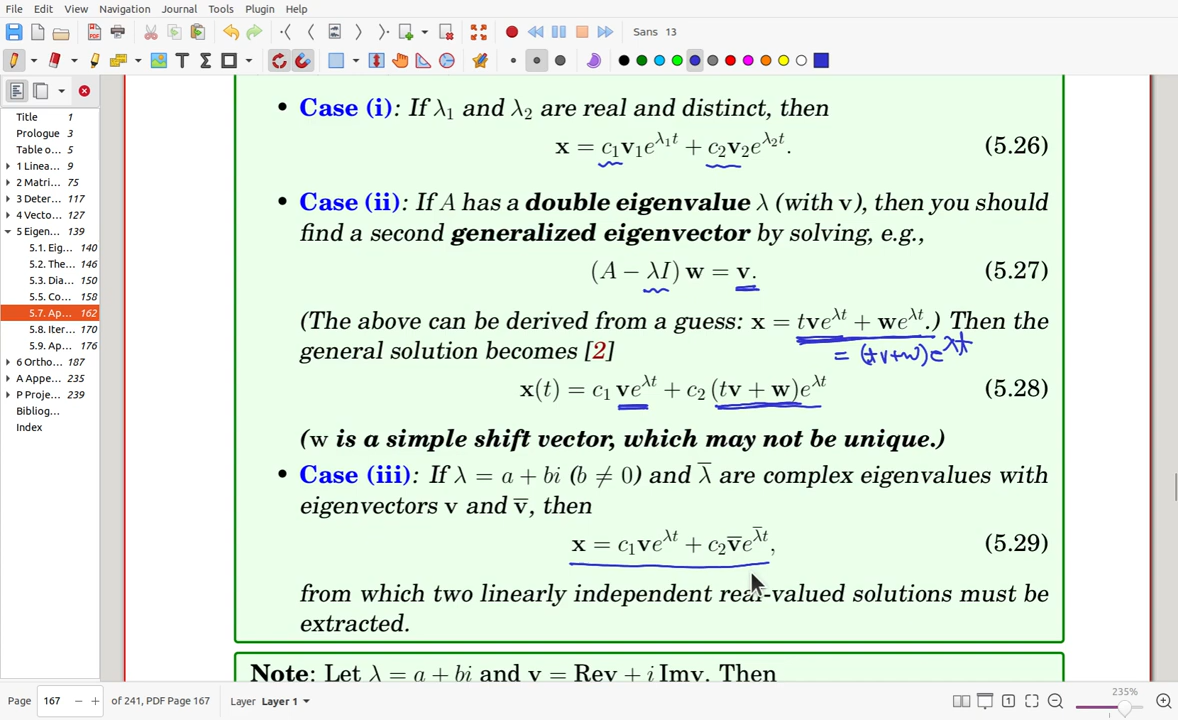 File Edit View Navigation Journal Tools Plugin Help
Sans 13
Title 1
Prologue 3
Table o... 5
1 Linea... 9
2 Matri... 75
3 Deter... 117
4 Vecto... 127
5 Eigen... 139
5.1. Eig... 140
5.2. The... 146
5.3. Dia... 150
5.5. Co... 158
5.7. Ap... 162
5.8. Iter... 170
5.9. Ap... 176
6 Ortho... 187
A Appe... 235
P Proje... 239
Bibliog...
Index
• Case (i): If λ₁ and λ₂ are real and distinct, then
x = c₁v₁e^{λ₁t} + c₂v₂e^{λ₂t}. (5.26)
• Case (ii): If A has a double eigenvalue λ (with v), then you should
find a second generalized eigenvector by solving, e.g.,
(A − λI) w = v. (5.27)
(The above can be derived from a guess: x = tve^{λt} + we^{λt}.) Then the
= (tv+w)e^{λt}
general solution becomes [2]
x(t) = c₁ ve^{λt} + c₂ (tv + w)e^{λt} (5.28)
(w is a simple shift vector, which may not be unique.)
• Case (iii): If λ = a + bi (b ≠ 0) and λ̅ are complex eigenvalues with
eigenvectors v and v̅, then
x = c₁ve^{λt} + c₂v̅e^{λ̅t}, (5.29)
from which two linearly independent real-valued solutions must be
extracted.
Note: Let λ = a + bi and v = Rev + i Imv. Then
Page 167 − + of 241, PDF Page 167 Layer Layer 1
235%